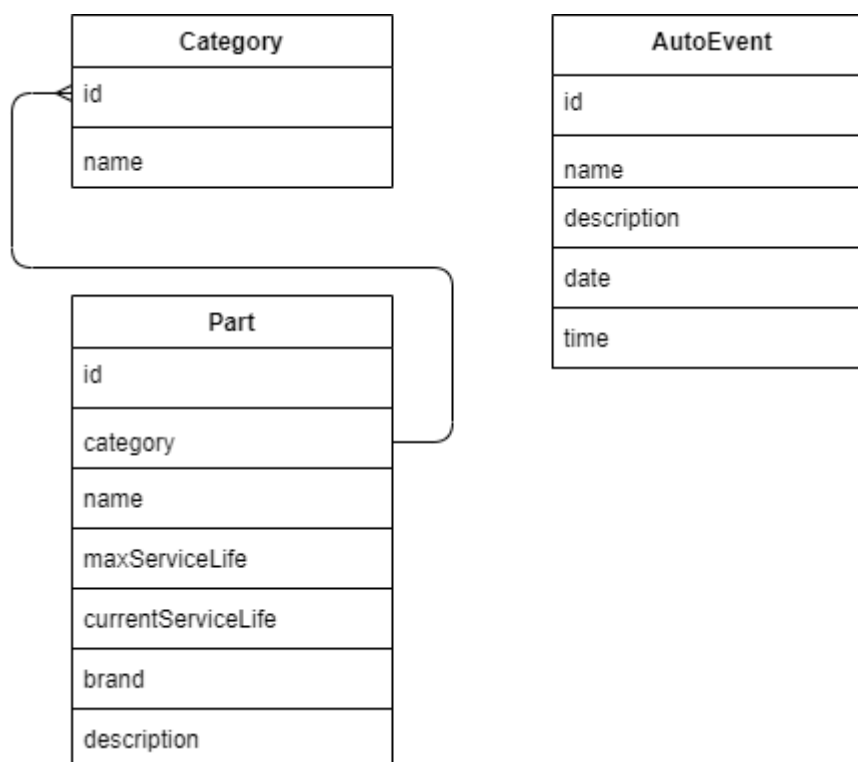 Category
id
name
Part
id
category
name
maxServiceLife
currentServiceLife
brand
description
AutoEvent
id
name
description
date
time